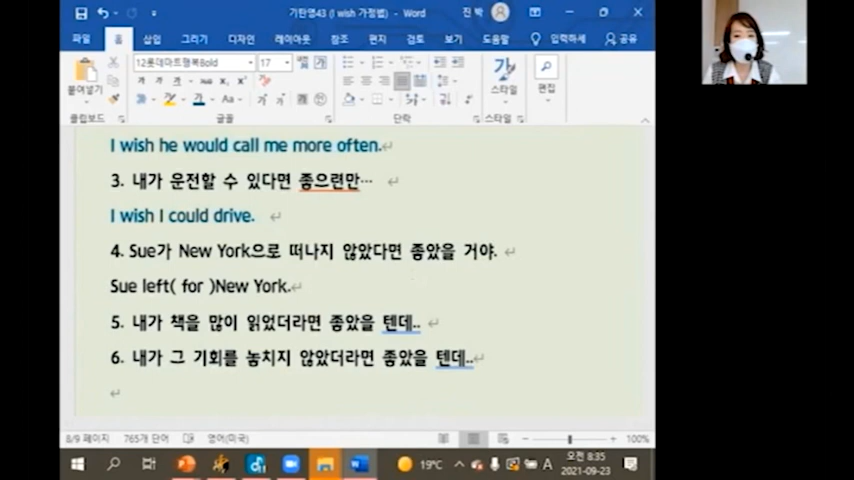 기탄영43 (I wish 가정법) - Word
진 박
파일 홈 삽입 그리기 디자인 레이아웃 참조 편지 검토 보기 도움말 입력하세 공유
12롯데마트행복Bold 17
붙여넣기 스타일 편집
클립보드 글꼴 단락 스타일
I wish he would call me more often.
3. 내가 운전할 수 있다면 좋으련만…
I wish I could drive.
4. Sue가 New York으로 떠나지 않았다면 좋았을 거야.
Sue left( for )New York.
5. 내가 책을 많이 읽었더라면 좋았을 텐데..
6. 내가 그 기회를 놓치지 않았더라면 좋았을 텐데..
8/9 페이지 765개 단어 영어(미국) 100%
19℃ A 오전 8:35
2021-09-23